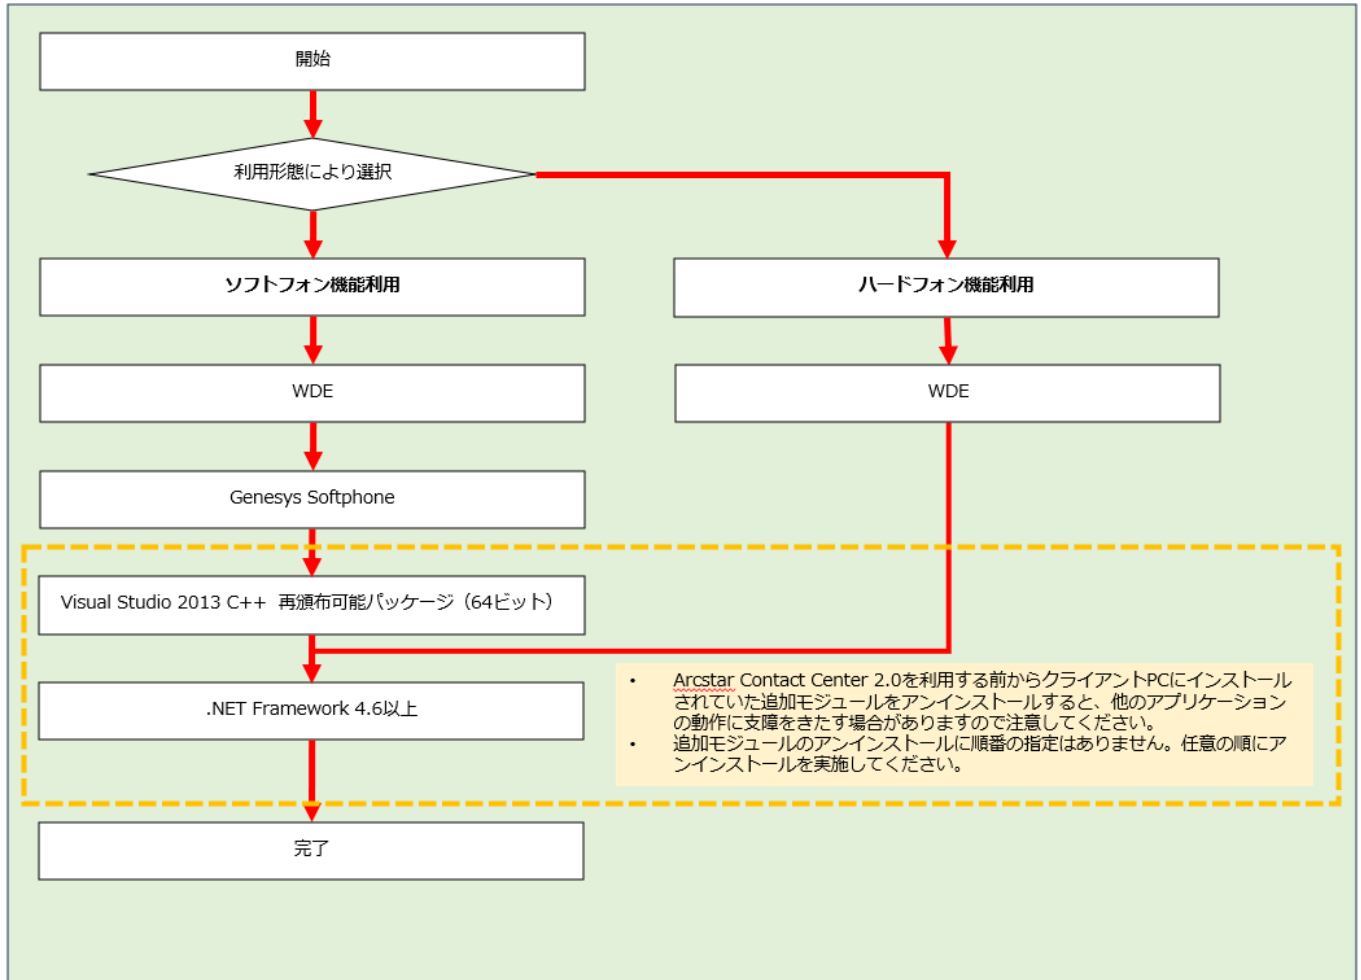 開始
利用形態により選択
ソフトフォン機能利用
ハードフォン機能利用
WDE
WDE
Genesys Softphone
Visual Studio 2013 C++ 再頒布可能パッケージ（64ビット）
.NET Framework 4.6以上
• Arcstar Contact Center 2.0を利用する前からクライアントPCにインストール
されていた追加モジュールをアンインストールすると、他のアプリケーション
の動作に支障をきたす場合がありますので注意してください。
• 追加モジュールのアンインストールに順番の指定はありません。任意の順にア
ンインストールを実施してください。
完了